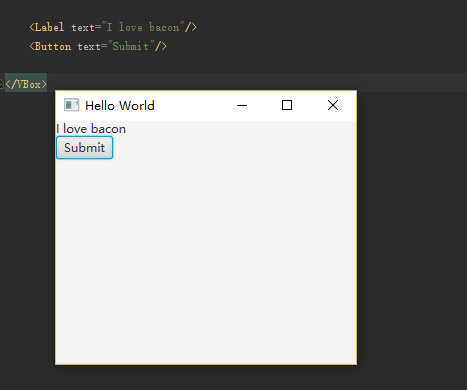 <Label text="I love bacon"/>
<Button text="Submit"/>
</VBox>
Hello World
I love bacon
Submit